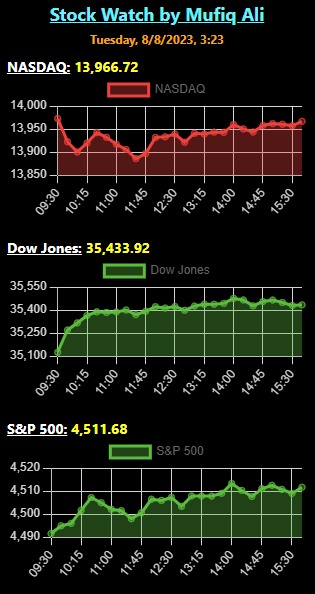 Stock Watch by Mufiq Ali
Tuesday, 8/8/2023, 3:23
NASDAQ: 13,966.72
NASDAQ
14,000
13,950
13,900
13,850
09:30 10:15 11:00 11:45 12:30 13:15 14:00 14:45 15:30
Dow Jones: 35,433.92
Dow Jones
35,550
35,400
35,250
35,100
09:30 10:15 11:00 11:45 12:30 13:15 14:00 14:45 15:30
S&P 500: 4,511.68
S&P 500
4,520
4,510
4,500
4,490
09:30 10:15 11:00 11:45 12:30 13:15 14:00 14:45 15:30